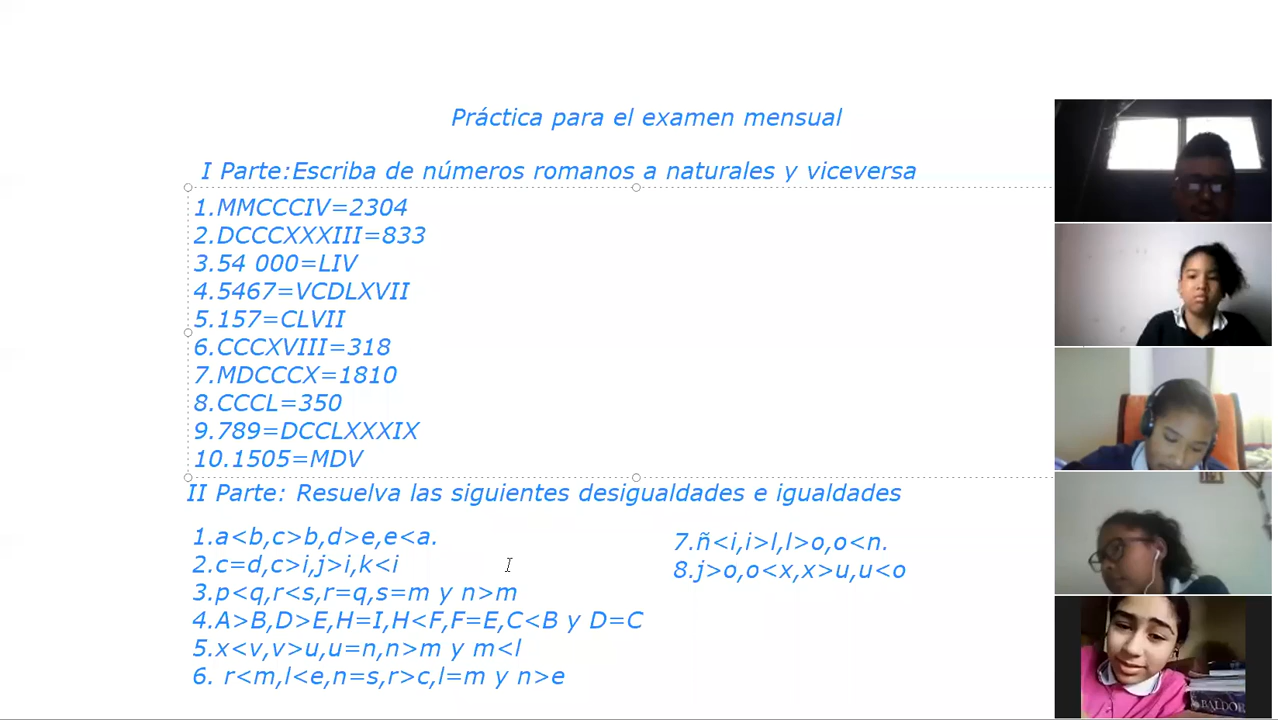 Práctica para el examen mensual
I Parte:Escriba de números romanos a naturales y viceversa
1.MMCCCIV=2304
2.DCCCXXXIII=833
3.54 000=LIV
4.5467=VCDLXVII
5.157=CLVII
6.CCCXVIII=318
7.MDCCCX=1810
8.CCCL=350
9.789=DCCLXXXIX
10.1505=MDV
II Parte: Resuelva las siguientes desigualdades e igualdades
1.a<b,c>b,d>e,e<a.
2.c=d,c>i,j>i,k<i
3.p<q,r<s,r=q,s=m y n>m
4.A>B,D>E,H=I,H<F,F=E,C<B y D=C
5.x<v,v>u,u=n,n>m y m<l
6. r<m,l<e,n=s,r>c,l=m y n>e
7.ñ<i,i>l,l>o,o<n.
8.j>o,o<x,x>u,u<o
BALDOR